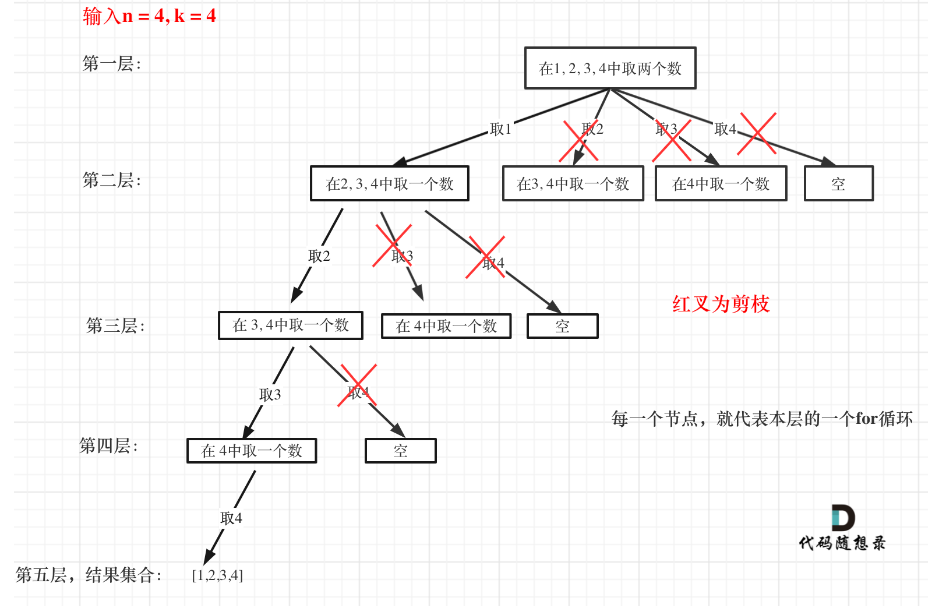 输入n = 4, k = 4
第一层：
在1, 2, 3, 4中取两个数
取1
取2
取3
取4
第二层：
在2, 3, 4中取一个数
在3, 4中取一个数
在4中取一个数
空
取2
取3
取4
红叉为剪枝
第三层：
在 3, 4中取一个数
在 4中取一个数
空
取3
取4
每一个节点，就代表本层的一个for循环
第四层：
在 4中取一个数
空
取4
代码随想录
第五层，结果集合：
[1,2,3,4]